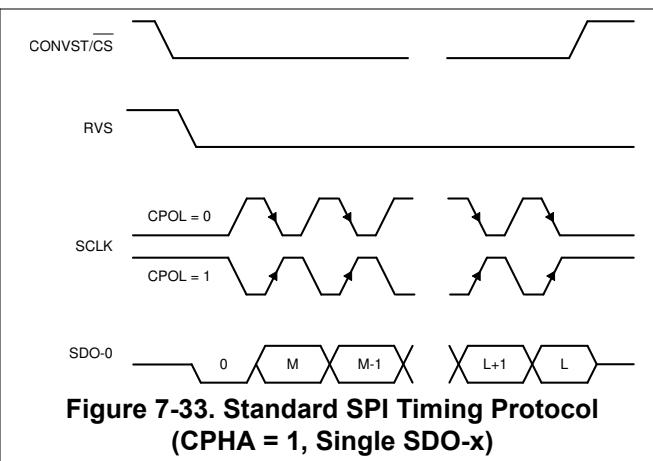 CONVST/CS
RVS
CPOL = 0
SCLK
CPOL = 1
SDO-0 0 M M-1 L+1 L
Figure 7-33. Standard SPI Timing Protocol
(CPHA = 1, Single SDO-x)